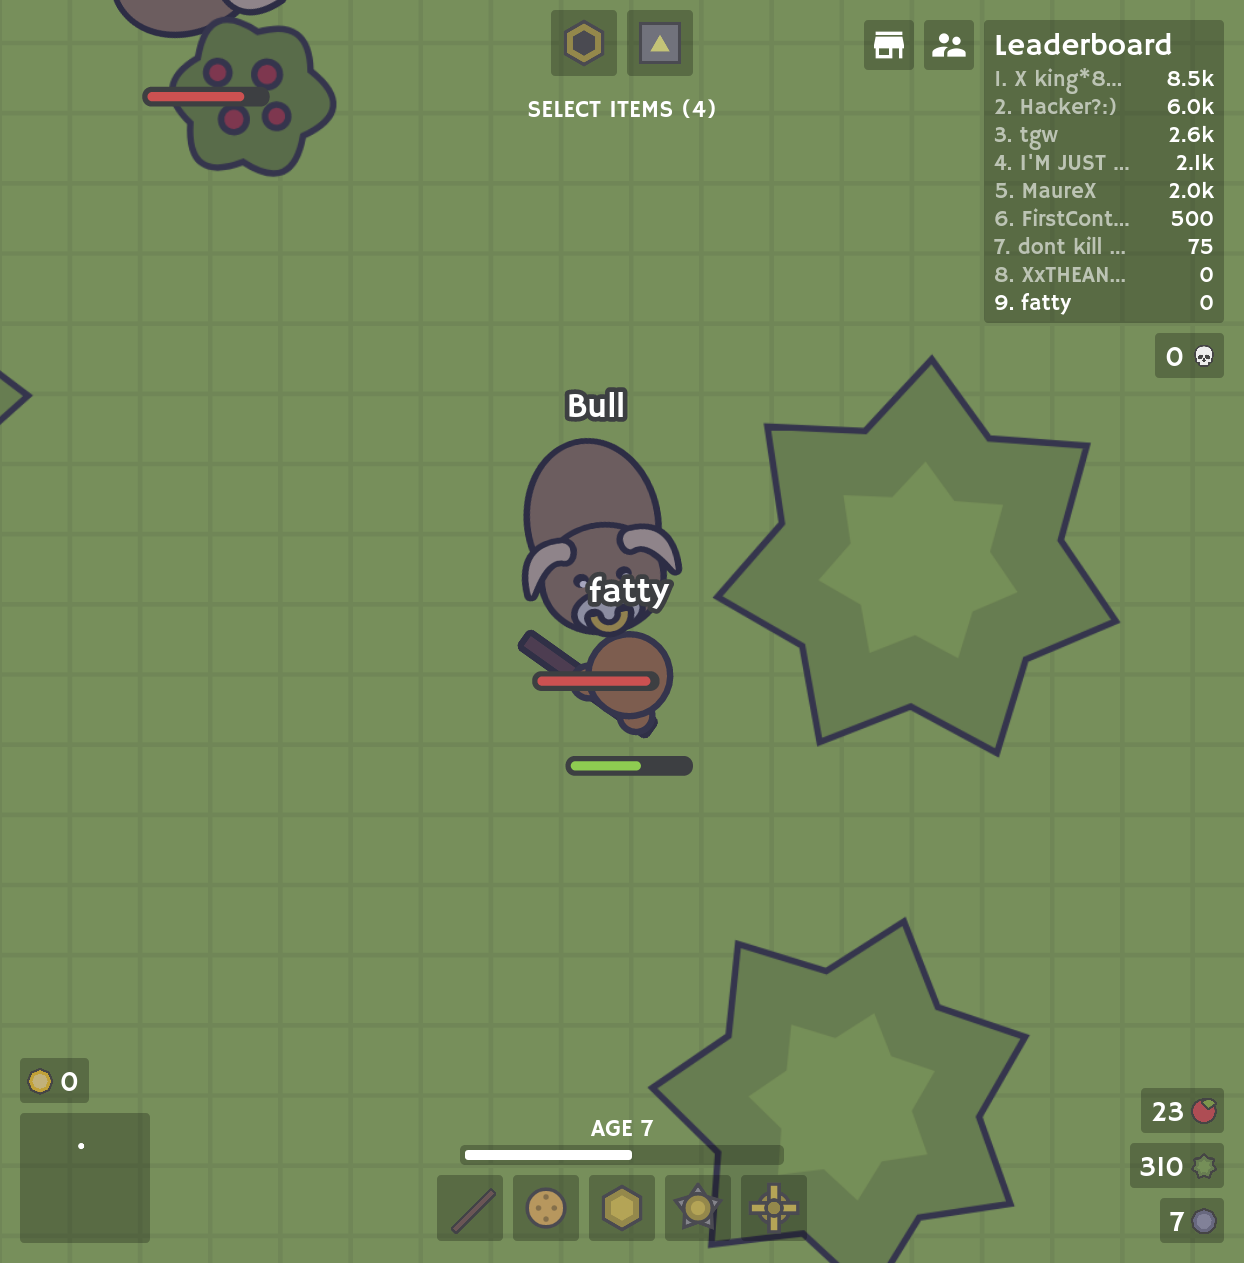 SELECT ITEMS (4)
Leaderboard
1. X king*8... 8.5k
2. Hacker?:) 6.0k
3. tgw 2.6k
4. I'M JUST ... 2.1k
5. MaureX 2.0k
6. FirstCont... 500
7. dont kill ... 75
8. XxTHEAN... 0
9. fatty 0
0
Bull
fatty
0
AGE 7
23
310
7